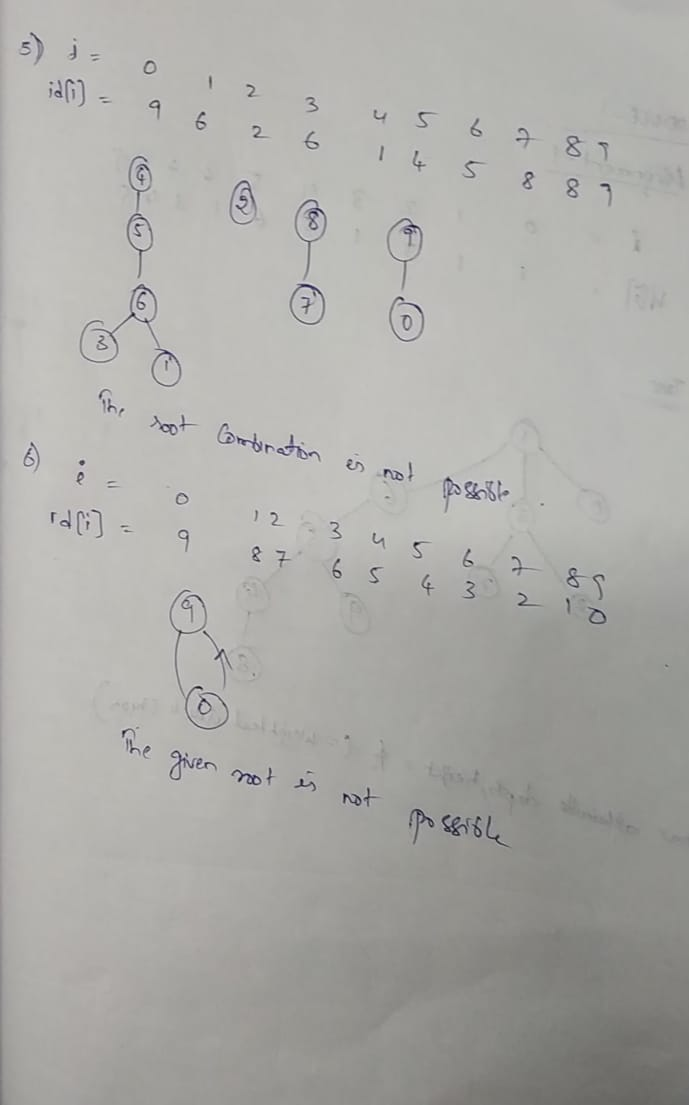 5) i = 0 1 2 3 4 5 6 7 8 9
id[i] = 9 6 2 6 1 4 5 8 8 9
4 2 8 9
5
6 7 0
3 1
The root Combination is not possible.
6) i = 0 1 2 3 4 5 6 7 8 9
id[i] = 9 8 7 6 5 4 3 2 1 0
9
0
The given root is not possible